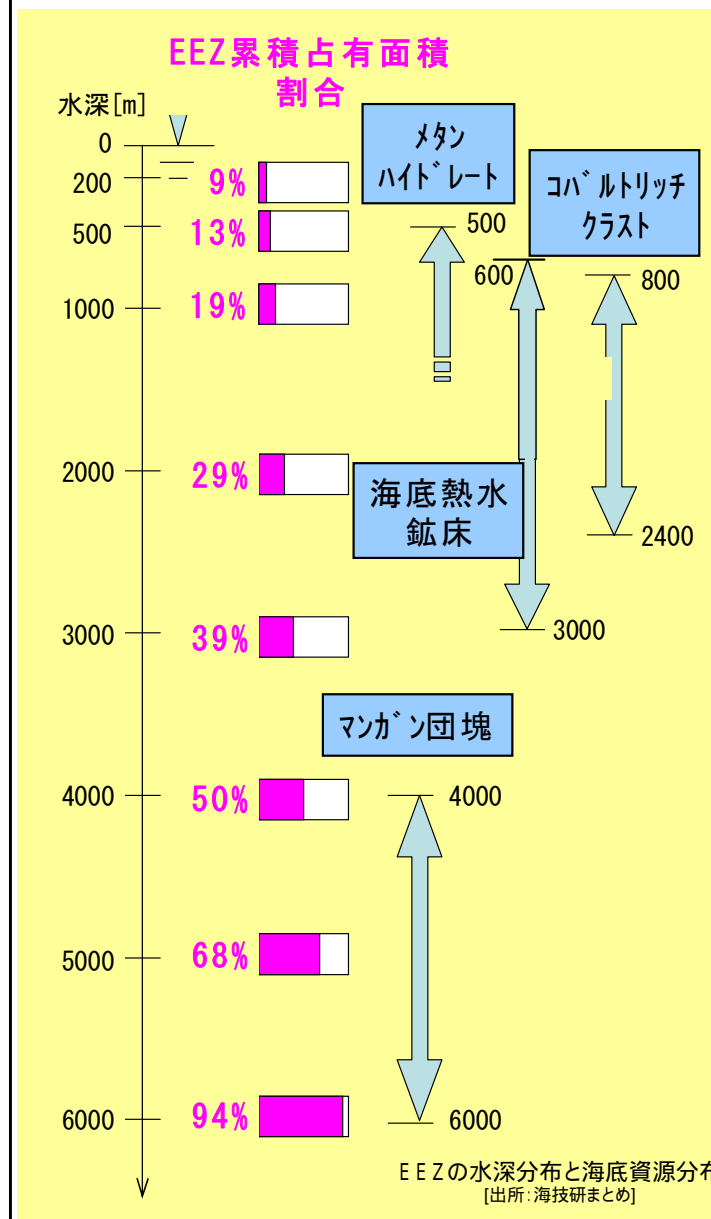 EEZ累積占有面積
割合
水深[m]
0
200
500
1000
2000
3000
4000
5000
6000
9%
13%
19%
29%
39%
50%
68%
94%
メタン
ハイドレート
500
600
海底熱水
鉱床
3000
コバルトリッチ
クラスト
800
2400
マンガン団塊
4000
6000
EEZの水深分布と海底資源分布
[出所:海技研まとめ]